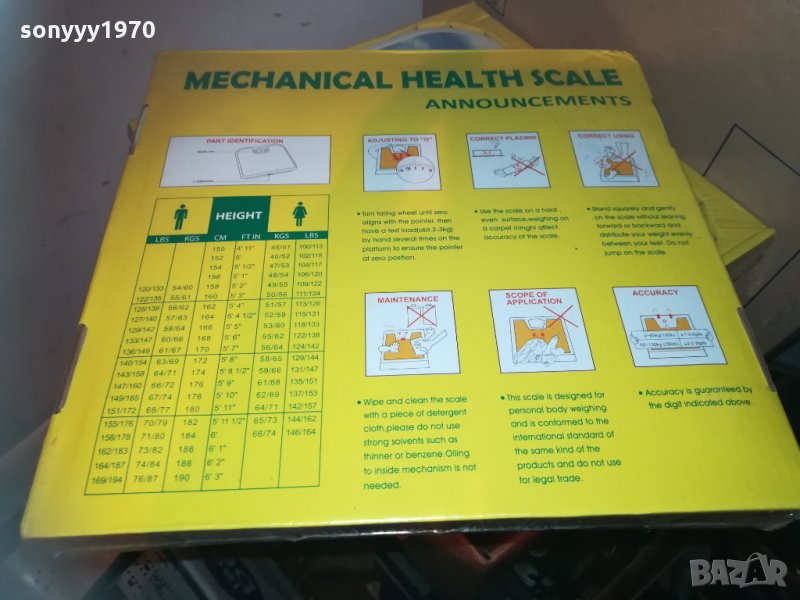 sonyyy1970
MECHANICAL HEALTH SCALE
ANNOUNCEMENTS
PART IDENTIFICATION
ADJUSTING TO "O"
CORRECT PLACING
CORRECT USING
• Turn taring wheel until zero
aligns with the pointer, then
have a test load(abt.2-3kg)
by hand several times on the
platform to ensure the pointer
at zero position.
• Use the scale on a hard ,
even surface,weighing on
a carpet minght affect
accuracy of the scale.
• Stand squarely and gently
on the scale without leaning
forward or backward.and
distribute your weight evenly
between your feet. Do not
jump on the scale.
HEIGHT
LBS KGS CM FT IN KGS LBS
150 4' 11" 45/51 100/113
152 5' 46/52 102/115
154 5' 1/2" 47/53 104/117
156 5' 1" 48/54 106/120
120/133 54/60 158 5' 2" 49/55 108/122
122/135 55/61 160 5' 3" 50/56 111/124
125/138 56/62 162 5' 4" 51/57 113/126
127/140 57/63 164 5' 4 1/2" 52/59 115/131
129/142 58/64 166 5' 5" 53/60 118/133
133/147 60/66 168 5' 6" 55/62 122/138
136/149 61/67 170 5' 7" 56/64 124/142
140/154 63/69 172 5' 8" 58/65 129/144
143/158 64/71 174 5' 8 1/2" 59/66 131/147
147/160 66/72 176 5' 9" 61/68 135/151
149/165 67/74 178 5' 10" 62/69 137/153
151/172 68/77 180 5' 11" 64/71 142/157
155/176 70/79 182 5' 11 1/2" 65/73 144/162
158/178 71/80 184 6' 66/74 146/164
162/183 73/82 186 6' 1"
164/187 74/84 188 6' 2"
169/194 76/87 190 6' 3"
MAINTENANCE
SCOPE OF
APPLICATION
ACCURACY
• Wipe and clean the scale
with a piece of detergent
cloth.please do not use
strong solvents such as
thinner or benzene.Oiling
to inside mechanism is not
needed.
• This scale is designed for
personal body weighing
and is conformed to the
international standard of
the same kind of the
products and do not use
for legal trade.
• Accuracy is guaranteed by
the digit indicated above.
BAZAR